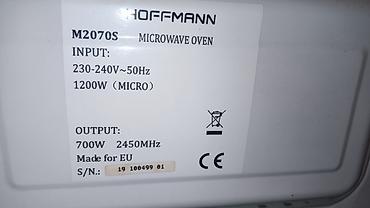 HOFFMANN
M2070S MICROWAVE OVEN
INPUT:
230-240V~50Hz
1200W (MICRO)
OUTPUT:
700W 2450MHz
Made for EU
S/N.: 19 100499 01
CE